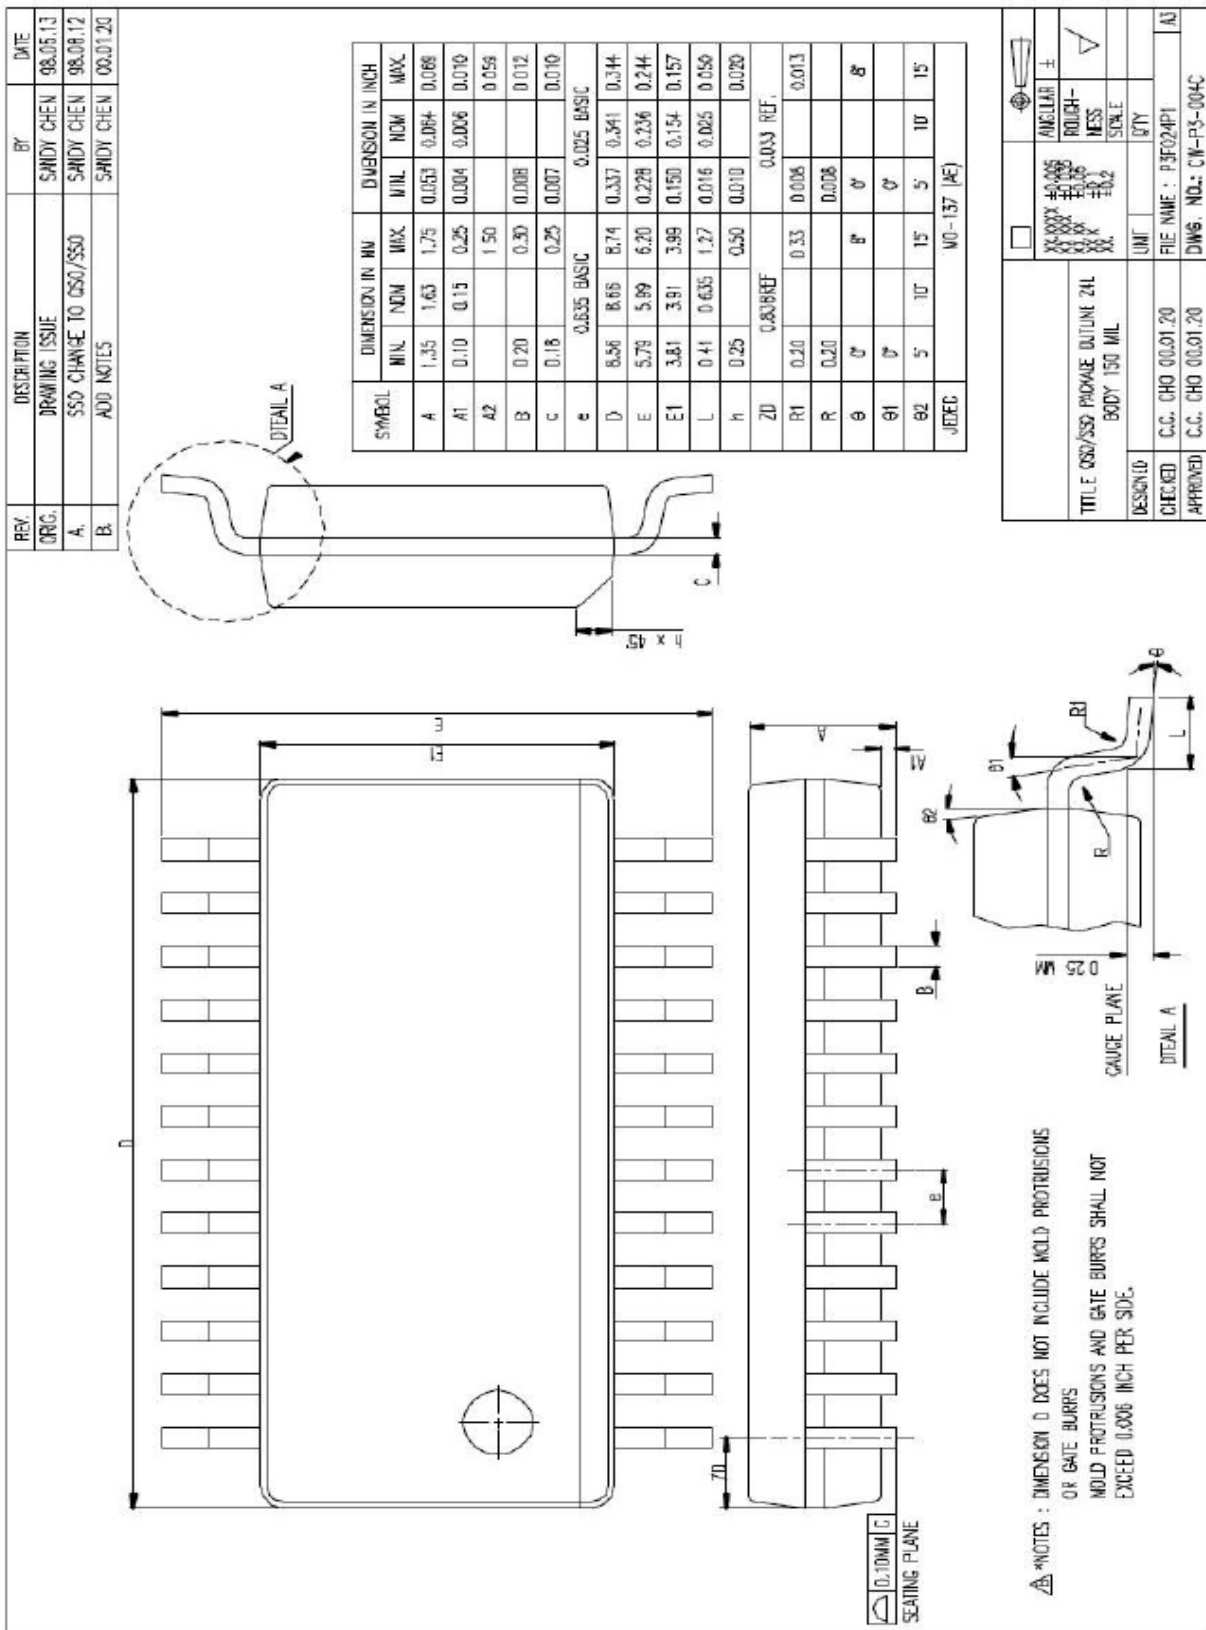 REV. DESCRIPTION BY DATE
ORIG. DRAWING ISSUE SANDY CHEN 98.05.13
A. SSO CHANGE TO QSO/SSO SANDY CHEN 98.08.12
B. ADD NOTES SANDY CHEN 00.01.20
DTEAIL A
C
h x 45°
SYMBOL DIMENSION IN MM DIMENSION IN INCH
MIN. NOM MAX. MIN. NOM MAX.
A 1.35 1.63 1.75 0.053 0.064 0.069
A1 0.10 0.15 0.25 0.004 0.006 0.010
A2 1.50 0.059
B 0.20 0.30 0.008 0.012
c 0.18 0.25 0.007 0.010
e 0.635 BASIC 0.025 BASIC
D 8.56 8.66 8.74 0.337 0.341 0.344
E 5.79 5.99 6.20 0.228 0.236 0.244
E1 3.81 3.91 3.99 0.150 0.154 0.157
L 0.41 0.635 1.27 0.016 0.025 0.050
h 0.25 0.50 0.010 0.020
ZD 0.838REF 0.033 REF.
R1 0.20 0.33 0.008 0.013
R 0.20 0.008
θ 0° 8° 0° 8°
θ1 0° 0°
θ2 5° 10° 15° 5° 10° 15°
JEDEC MO-137 (AE)
D
E
E1
A
A1
B
e
ZD
0.10MM C
SEATING PLANE
θ2
θ1
R1
R
L
θ
0.25 MM
GAUGE PLANE
DTEAIL A
B *NOTES : DIMENSION D DOES NOT INCLUDE MOLD PROTRUSIONS
OR GATE BURRS
MOLD PROTRUSIONS AND GATE BURRS SHALL NOT
EXCEED 0.006 INCH PER SIDE.
ANGULAR ±
ROUGH-
NESS
SCALE
TITLE QSO/SSO PACKAGE OUTLINE 24L
BODY 150 MIL
DESIGNED UNIT Q'TY
CHECKED C.C. CHO 00.01.20 FILE NAME : P3F024P1 A3
APPROVED C.C. CHO 00.01.20 DWG. NO.: CW-P3-004C